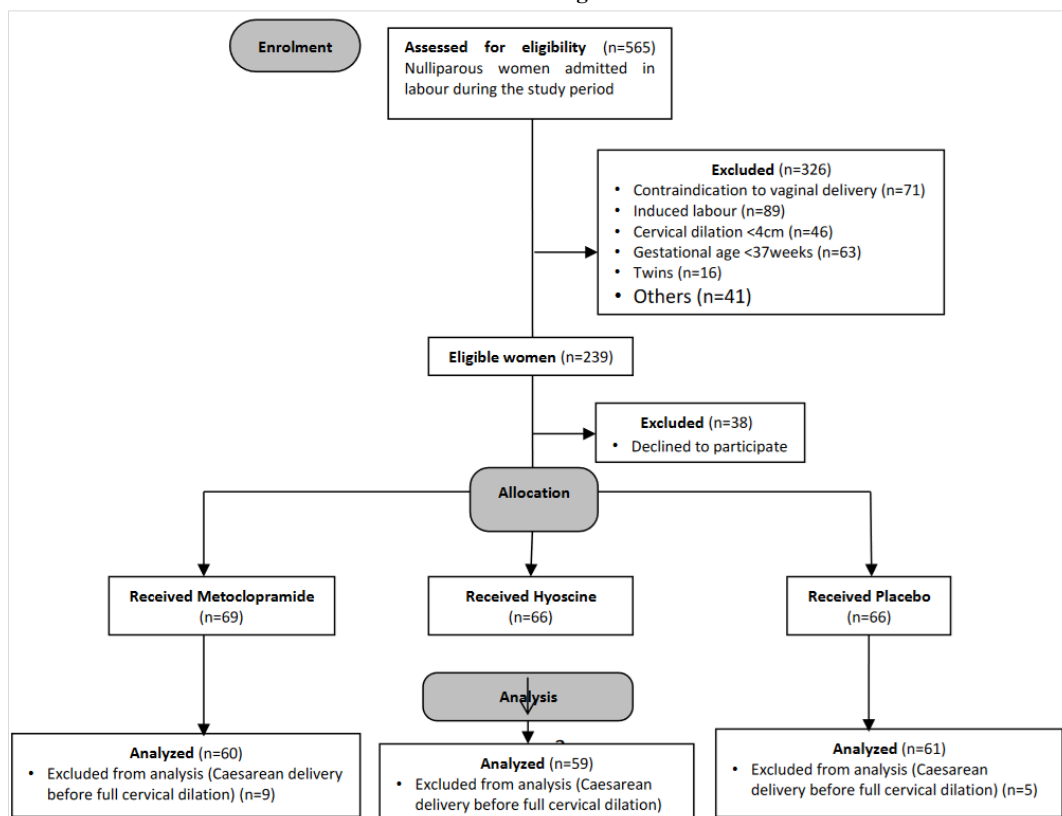 Enrolment
Assessed for eligibility (n=565)
Nulliparous women admitted in
labour during the study period
Excluded (n=326)
• Contraindication to vaginal delivery (n=71)
• Induced labour (n=89)
• Cervical dilation <4cm (n=46)
• Gestational age <37weeks (n=63)
• Twins (n=16)
• Others (n=41)
Eligible women (n=239)
Excluded (n=38)
• Declined to participate
Allocation
Received Metoclopramide
(n=69)
Received Hyoscine
(n=66)
Received Placebo
(n=66)
Analysis
Analyzed (n=60)
• Excluded from analysis (Caesarean delivery
before full cervical dilation) (n=9)
Analyzed (n=59)
• Excluded from analysis (Caesarean
delivery before full cervical dilation)
Analyzed (n=61)
• Excluded from analysis (Caesarean
delivery before full cervical dilation) (n=5)